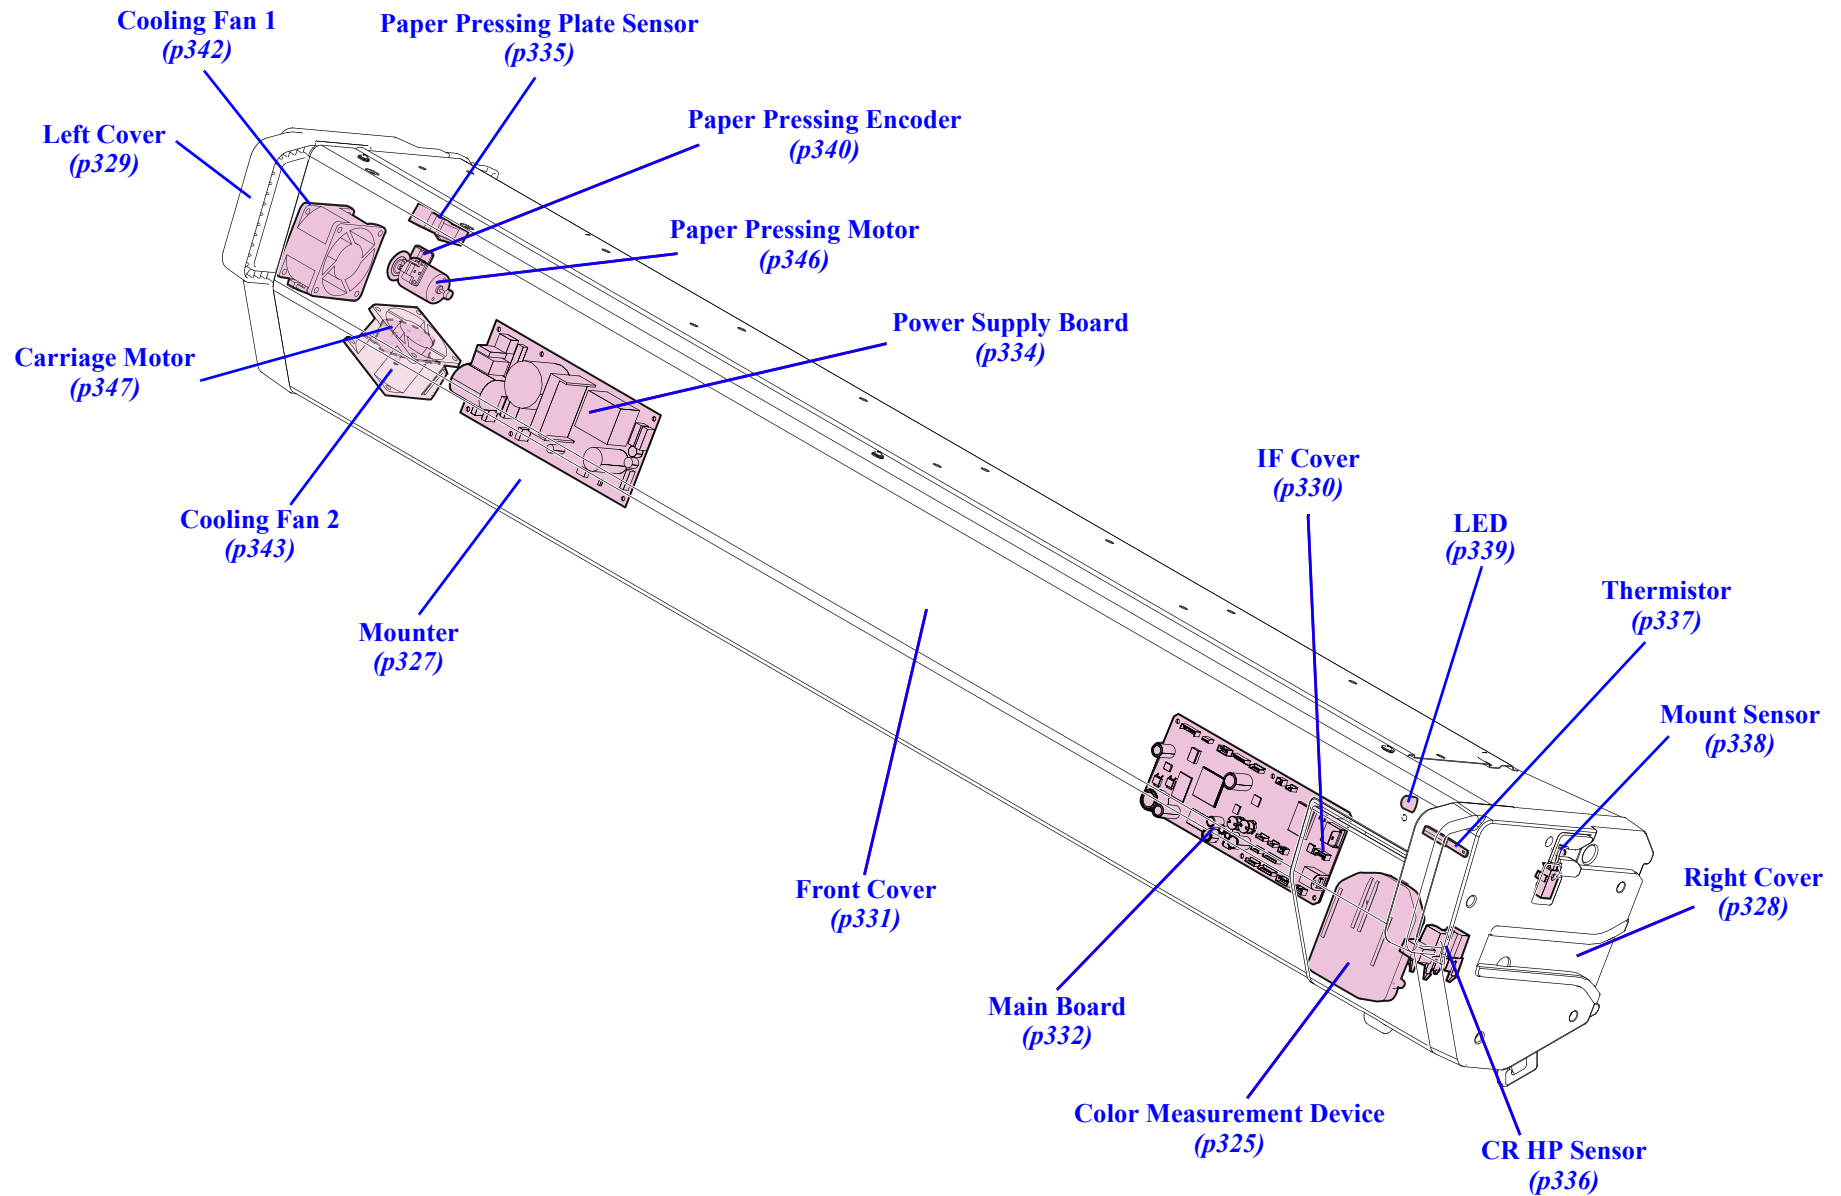 Cooling Fan 1
(p342)
Paper Pressing Plate Sensor
(p335)
Left Cover
(p329)
Paper Pressing Encoder
(p340)
Paper Pressing Motor
(p346)
Carriage Motor
(p347)
Power Supply Board
(p334)
Cooling Fan 2
(p343)
IF Cover
(p330)
LED
(p339)
Mounter
(p327)
Thermistor
(p337)
Mount Sensor
(p338)
Front Cover
(p331)
Right Cover
(p328)
Main Board
(p332)
Color Measurement Device
(p325)
CR HP Sensor
(p336)